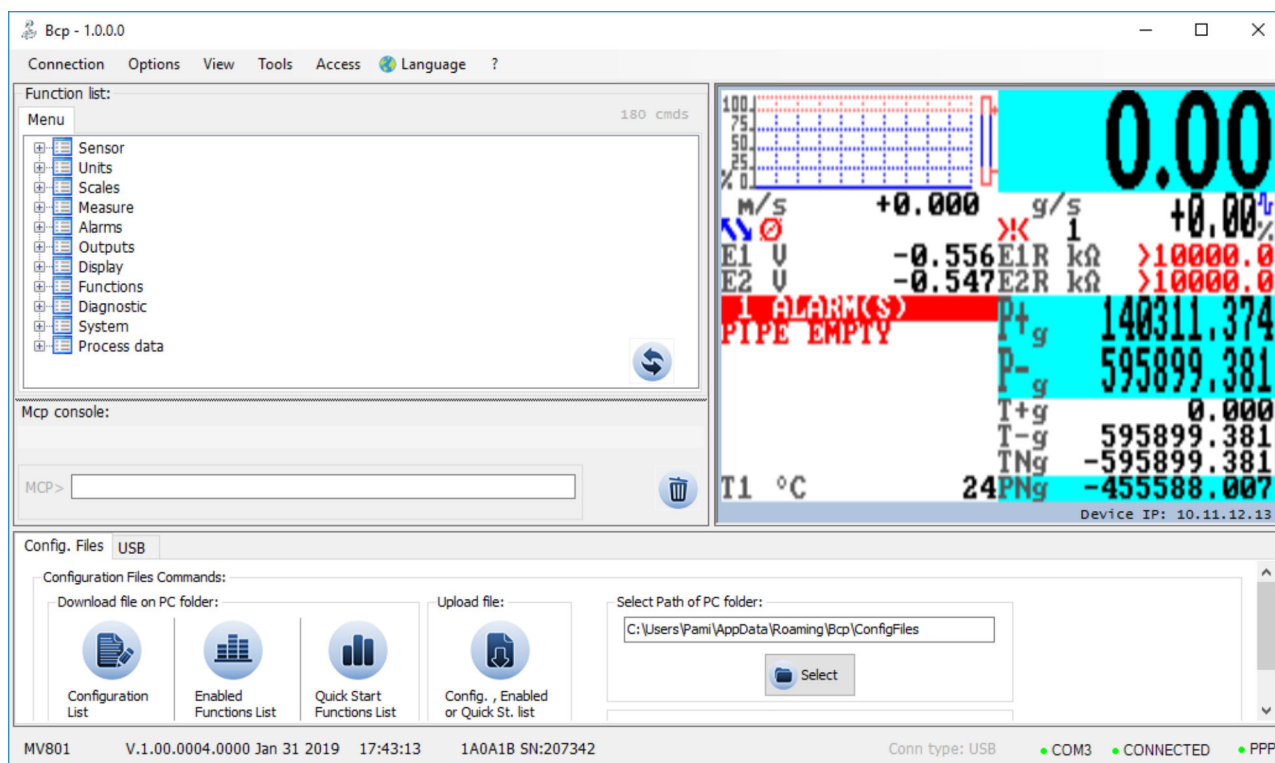 Bcp - 1.0.0.0
Connection Options View Tools Access Language ?
Function list:
Menu
180 cmds
Sensor
Units
Scales
Measure
Alarms
Outputs
Display
Functions
Diagnostic
System
Process data
Mcp console:
MCP>
100
75
50
25
% 0
0.00
m/s +0.000 g/s +0.00%
1
E1 V -0.556 E1R kΩ >10000.0
E2 V -0.547 E2R kΩ >10000.0
1 ALARM(S)
PIPE EMPTY
P+g 140311.374
P-g 595899.381
T+g 0.000
T-g 595899.381
TNg -595899.381
T1 °C 24
PNg -455588.007
Device IP: 10.11.12.13
Config. Files USB
Configuration Files Commands:
Download file on PC folder:
Configuration List
Enabled Functions List
Quick Start Functions List
Upload file:
Config. , Enabled or Quick St. list
Select Path of PC folder:
C:\Users\Pami\AppData\Roaming\Bcp\ConfigFiles
Select
MV801 V.1.00.0004.0000 Jan 31 2019 17:43:13 1A0A1B SN:207342 Conn type: USB COM3 CONNECTED PPP